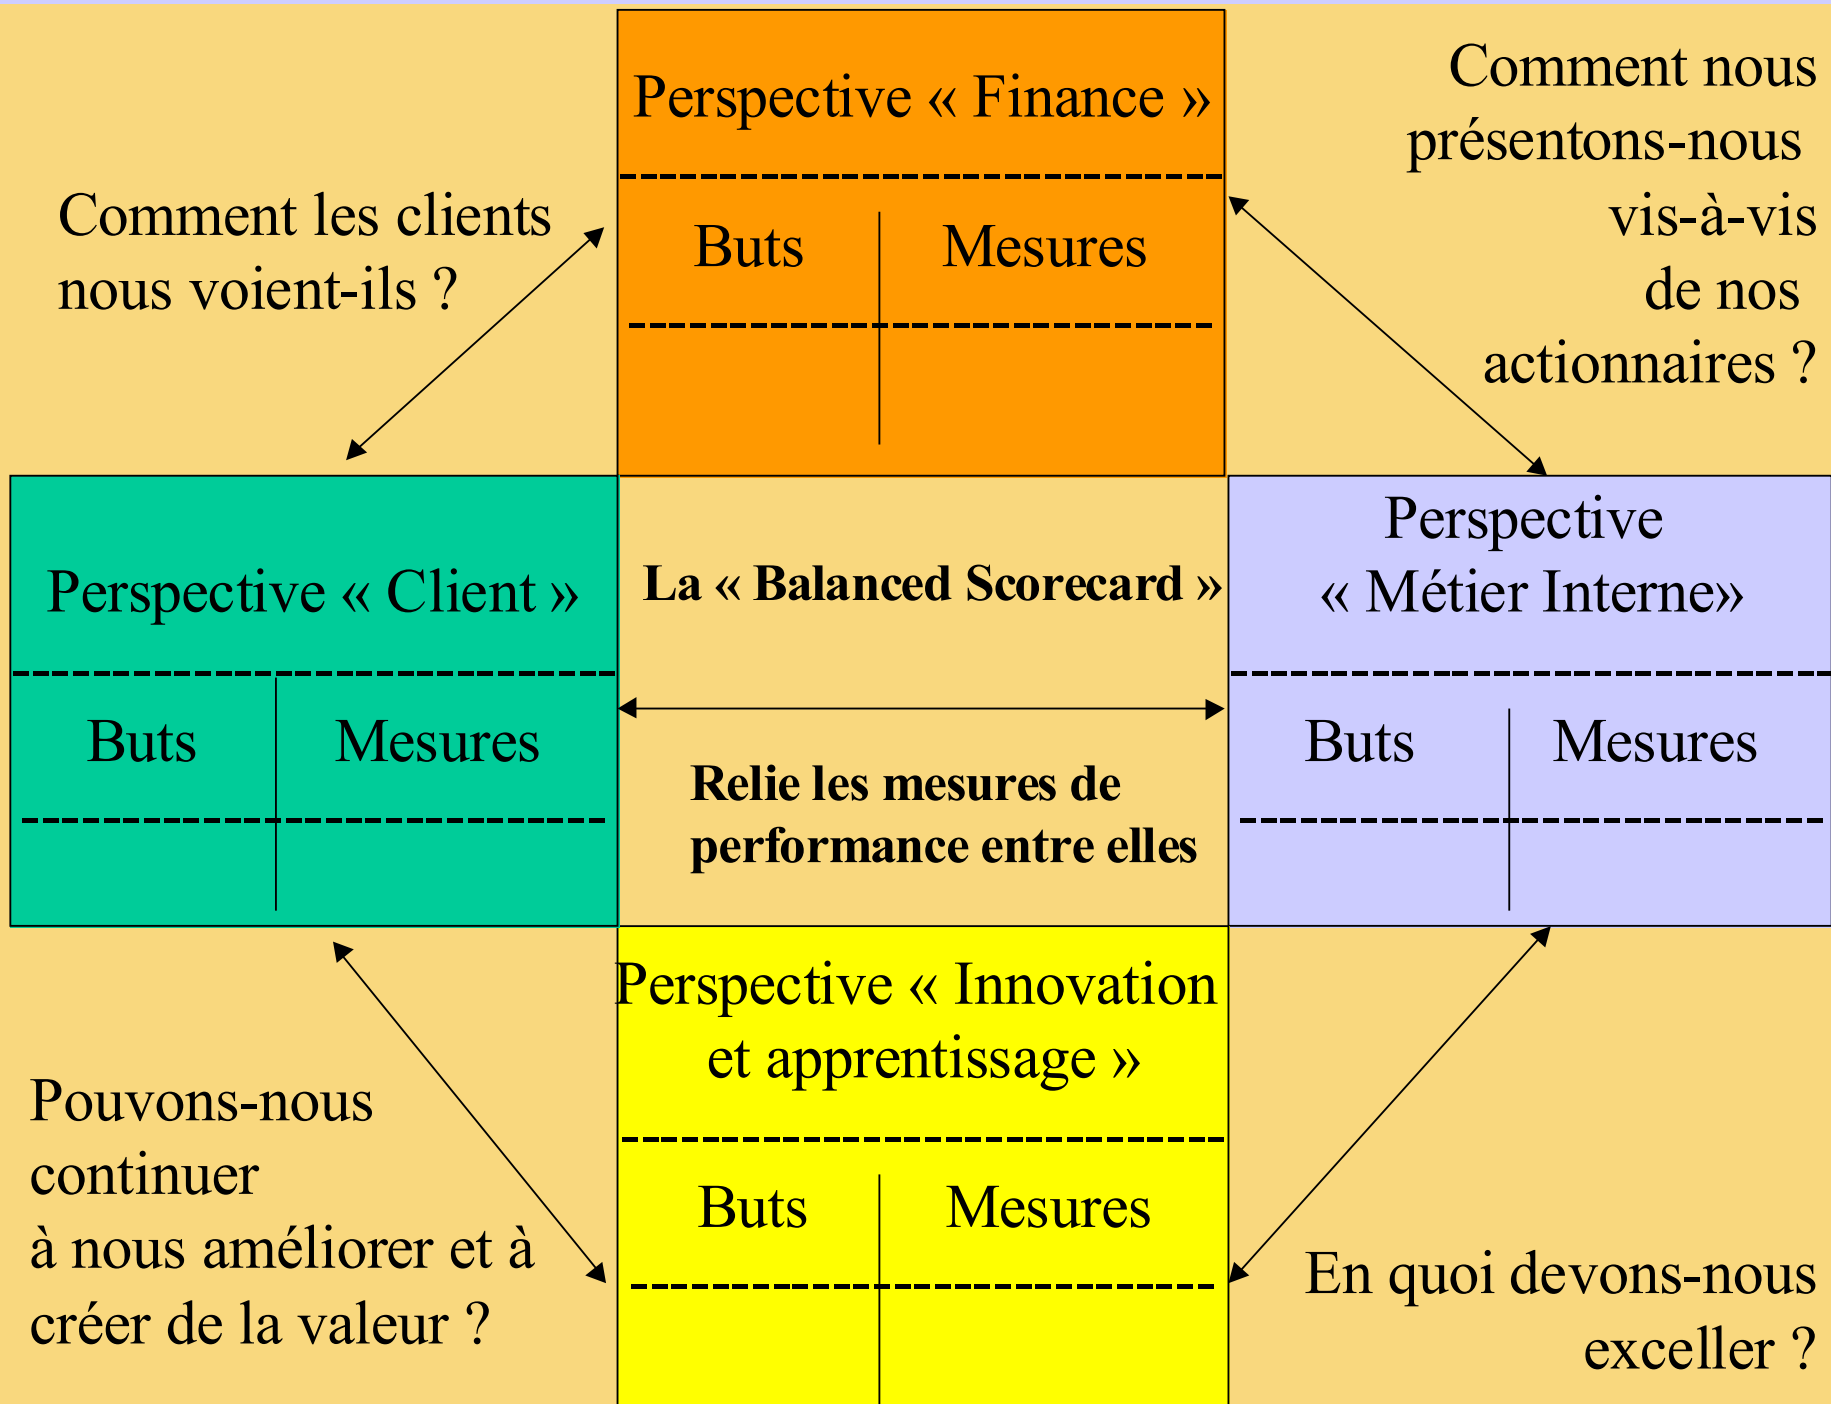 Perspective « Finance »
Buts Mesures
Comment les clients
nous voient-ils ?
Comment nous
présentons-nous
vis-à-vis
de nos
actionnaires ?
Perspective « Client »
Buts Mesures
La « Balanced Scorecard »
Relie les mesures de
performance entre elles
Perspective
« Métier Interne»
Buts Mesures
Perspective « Innovation
et apprentissage »
Buts Mesures
Pouvons-nous
continuer
à nous améliorer et à
créer de la valeur ?
En quoi devons-nous
exceller ?